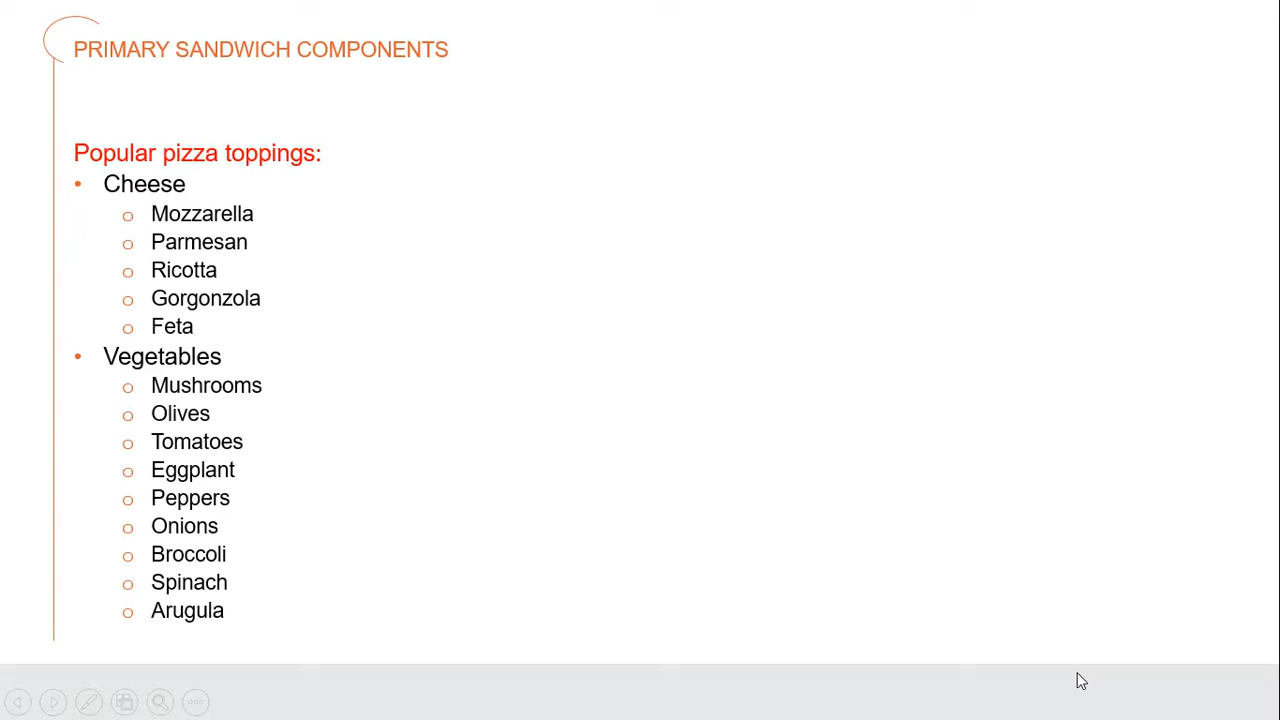 PRIMARY SANDWICH COMPONENTS
Popular pizza toppings:
• Cheese
o Mozzarella
o Parmesan
o Ricotta
o Gorgonzola
o Feta
• Vegetables
o Mushrooms
o Olives
o Tomatoes
o Eggplant
o Peppers
o Onions
o Broccoli
o Spinach
o Arugula